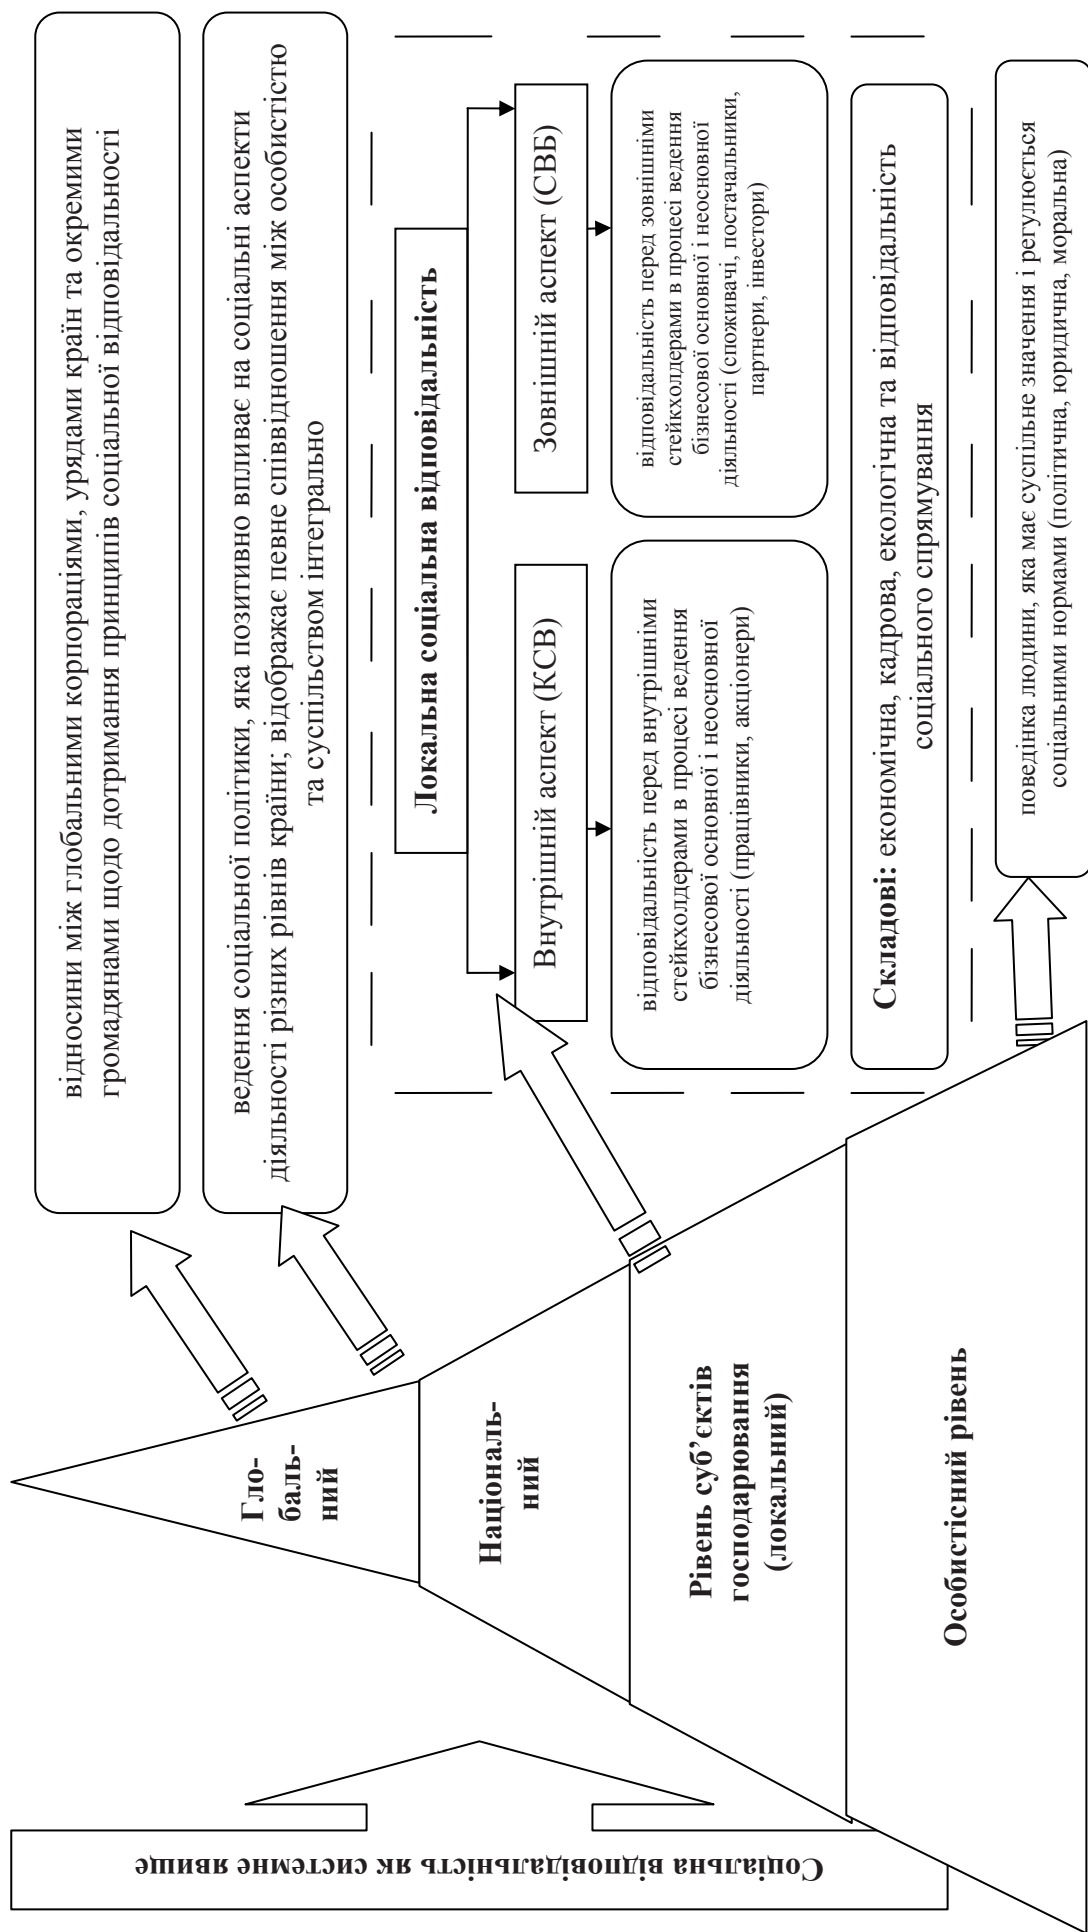 Соціальна відповідальність як системне явище
Гло-
баль-
ний
Національ-
ний
Рівень суб’єктів
господарювання
(локальний)
Особистісний рівень
відносини між глобальними корпораціями, урядами країн та окремими
громадянами щодо дотримання принципів соціальної відповідальності
ведення соціальної політики, яка позитивно впливає на соціальні аспекти
діяльності різних рівнів країни; відображає певне співвідношення між особистістю
та суспільством інтегрально
Локальна соціальна відповідальність
Внутрішній аспект (КСВ)
відповідальність перед внутрішніми
стейкхолдерами в процесі ведення
бізнесової основної і неосновної
діяльності (працівники, акціонери)
Зовнішній аспект (СВБ)
відповідальність перед зовнішніми
стейкхолдерами в процесі ведення
бізнесової основної і неосновної
діяльності (споживачі, постачальники,
партнери, інвестори)
Складові: економічна, кадрова, екологічна та відповідальність
соціального спрямування
поведінка людини, яка має суспільне значення і регулюється
соціальними нормами (політична, юридична, моральна)